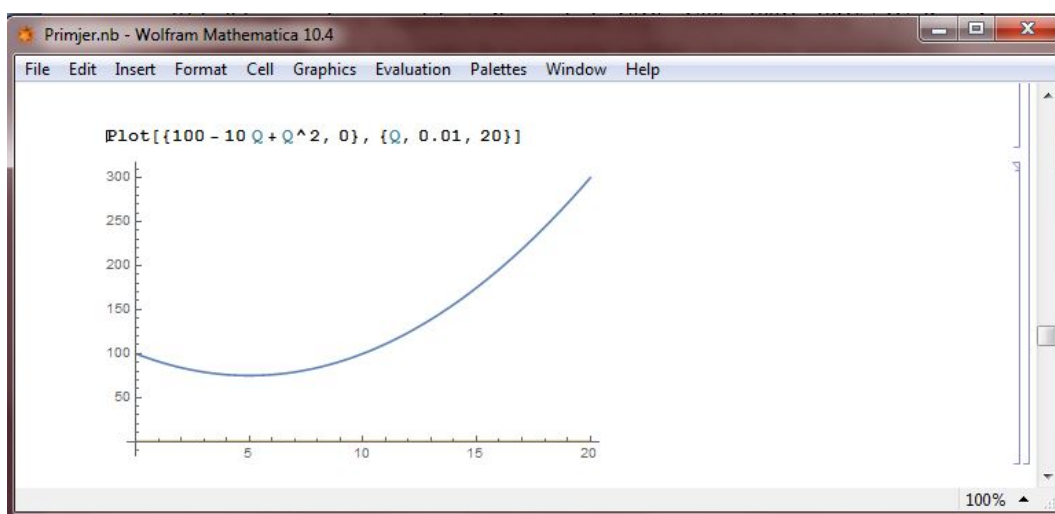 Primjer.nb - Wolfram Mathematica 10.4
File Edit Insert Format Cell Graphics Evaluation Palettes Window Help
Plot[{100 - 10 Q + Q^2, 0}, {Q, 0.01, 20}]
300
250
200
150
100
50
5 10 15 20
100%